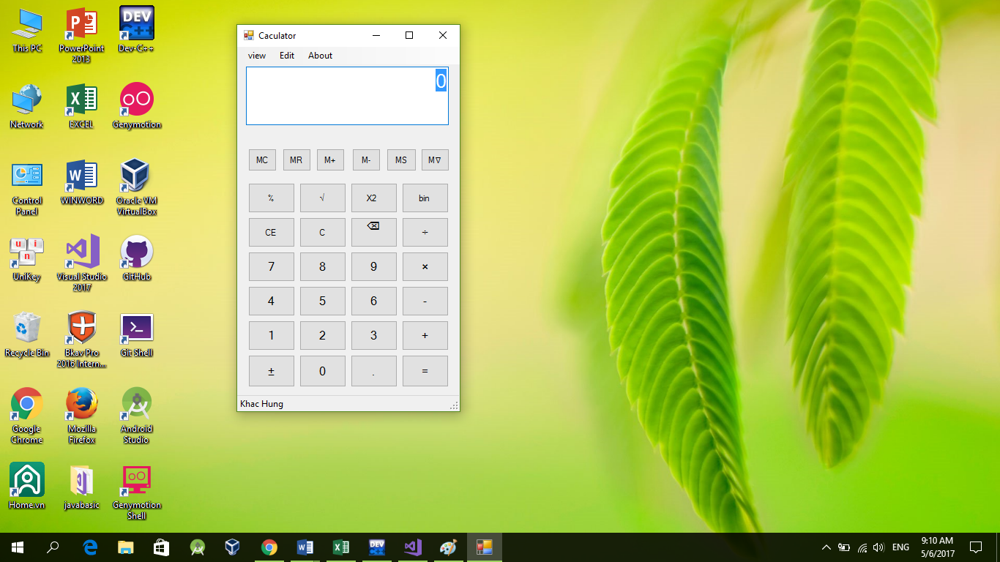 This PC
PowerPoint
2013
Dev-C++
Network
EXCEL
Genymotion
Control
Panel
WINWORD
Oracle VM
VirtualBox
UniKey
Visual Studio
2017
GitHub
Recycle Bin
Bkav Pro
2016 Intern...
Git Shell
Google
Chrome
Mozilla
Firefox
Android
Studio
Home.vn
javabasic
Genymotion
Shell
DEV
C++
u i
n
Caculator
view Edit About
0
MC MR M+ M- MS M∇
% √ X2 bin
CE C ⌫ ÷
7 8 9 ×
4 5 6 -
1 2 3 +
± 0 . =
Khac Hung
DEV
ENG
9:10 AM
5/6/2017